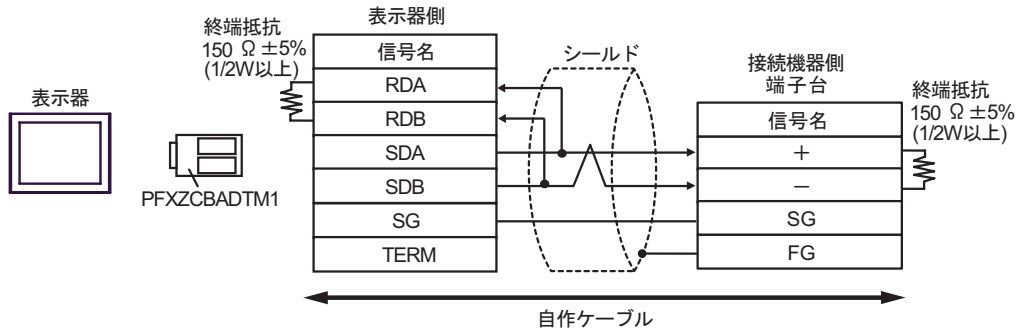 表示器
PFXZCBADTM1
終端抵抗
150 Ω ±5%
(1/2W以上)
表示器側
信号名
RDA
RDB
SDA
SDB
SG
TERM
シールド
接続機器側
端子台
信号名
+
−
SG
FG
終端抵抗
150 Ω ±5%
(1/2W以上)
自作ケーブル